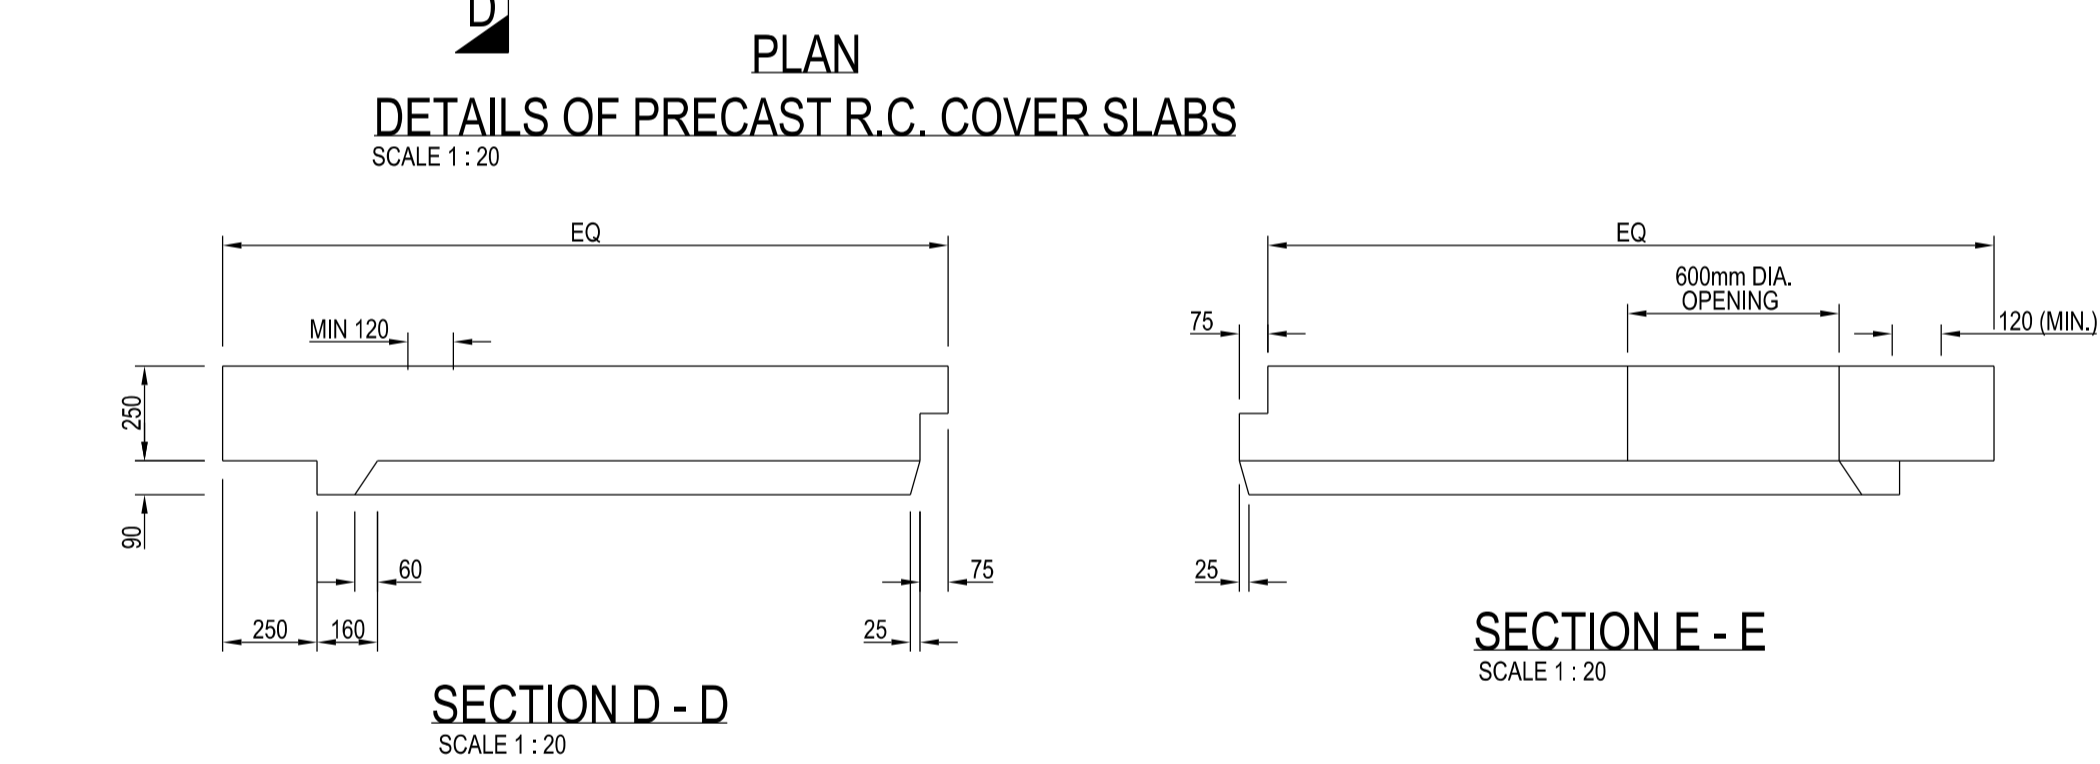 D
PLAN
DETAILS OF PRECAST R.C. COVER SLABS
SCALE 1 : 20
EQ
MIN 120
250
90
60
75
250
160
25
SECTION D - D
SCALE 1 : 20
EQ
600mm DIA.
OPENING
75
120 (MIN.)
25
SECTION E - E
SCALE 1 : 20